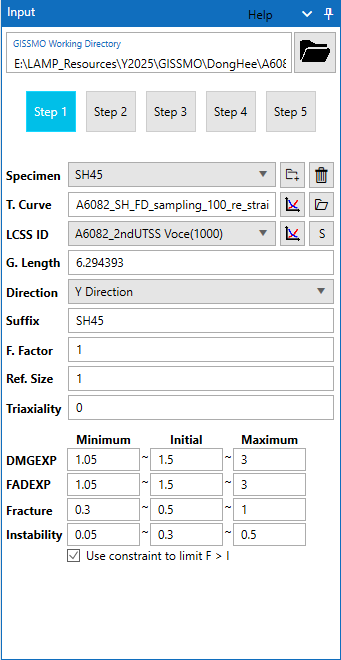 Input Help
GISSMO Working Directory
E:\LAMP_Resources\Y2025\GISSMO\DongHee\A608
Step 1 Step 2 Step 3 Step 4 Step 5
Specimen SH45
T. Curve A6082_SH_FD_sampling_100_re_strai
LCSS ID A6082_2ndUTSS Voce(1000) S
G. Length 6.294393
Direction Y Direction
Suffix SH45
F. Factor 1
Ref. Size 1
Triaxiality 0
Minimum Initial Maximum
DMGEXP 1.05 ~ 1.5 ~ 3
FADEXP 1.05 ~ 1.5 ~ 3
Fracture 0.3 ~ 0.5 ~ 1
Instability 0.05 ~ 0.3 ~ 0.5
Use constraint to limit F > I